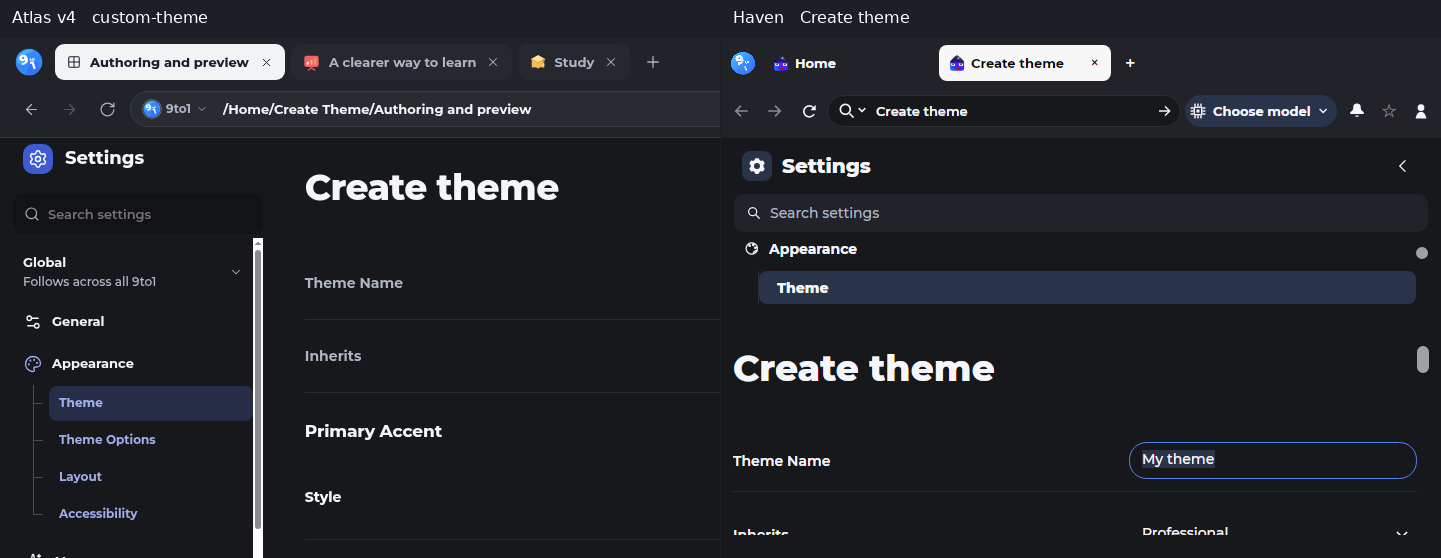 Atlas v4 custom-theme
Authoring and preview
A clearer way to learn
Study
9to1
/Home/Create Theme/Authoring and preview
Settings
Search settings
Global
Follows across all 9to1
General
Appearance
Theme
Theme Options
Layout
Accessibility
Create theme
Theme Name
Inherits
Primary Accent
Style
Haven Create theme
Home
Create theme
Create theme
Choose model
Settings
Search settings
Appearance
Theme
Create theme
Theme Name
My theme
Inherits
Professional